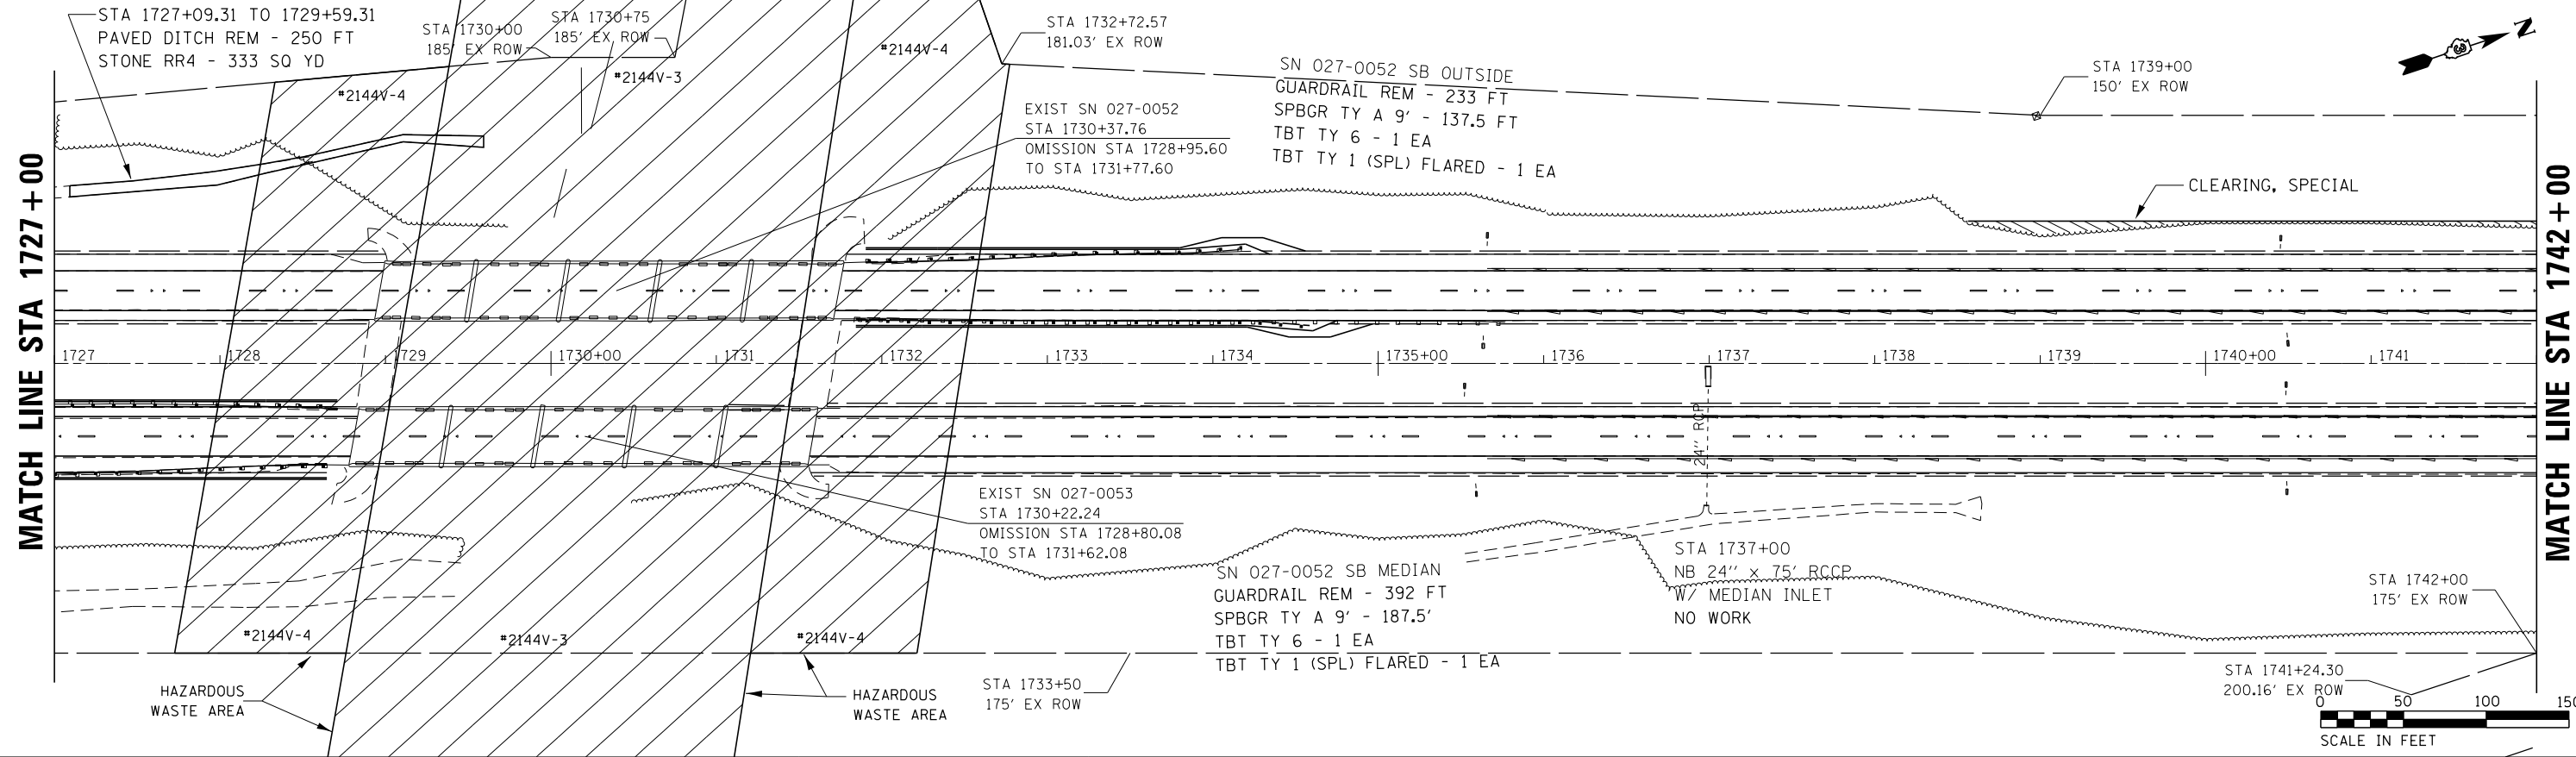 STA 1727+09.31 TO 1729+59.31
PAVED DITCH REM - 250 FT
STONE RR4 - 333 SQ YD
STA 1730+00
185' EX ROW
STA 1730+75
185' EX ROW
#2144V-4
#2144V-3
#2144V-4
STA 1732+72.57
181.03' EX ROW
EXIST SN 027-0052
STA 1730+37.76
OMISSION STA 1728+95.60
TO STA 1731+77.60
SN 027-0052 SB OUTSIDE
GUARDRAIL REM - 233 FT
SPBGR TY A 9' - 137.5 FT
TBT TY 6 - 1 EA
TBT TY 1 (SPL) FLARED - 1 EA
STA 1739+00
150' EX ROW
N
3
CLEARING, SPECIAL
MATCH LINE STA 1727+00
MATCH LINE STA 1742+00
1727
1728
1729
1730+00
1731
1732
1733
1734
1735+00
1736
1737
1738
1739
1740+00
1741
24'' RCP
EXIST SN 027-0053
STA 1730+22.24
OMISSION STA 1728+80.08
TO STA 1731+62.08
SN 027-0052 SB MEDIAN
GUARDRAIL REM - 392 FT
SPBGR TY A 9' - 187.5'
TBT TY 6 - 1 EA
TBT TY 1 (SPL) FLARED - 1 EA
STA 1737+00
NB 24'' x 75' RCCP
W/ MEDIAN INLET
NO WORK
STA 1742+00
175' EX ROW
#2144V-4
#2144V-3
#2144V-4
HAZARDOUS
WASTE AREA
HAZARDOUS
WASTE AREA
STA 1733+50
175' EX ROW
STA 1741+24.30
200.16' EX ROW
0 50 100 150
SCALE IN FEET